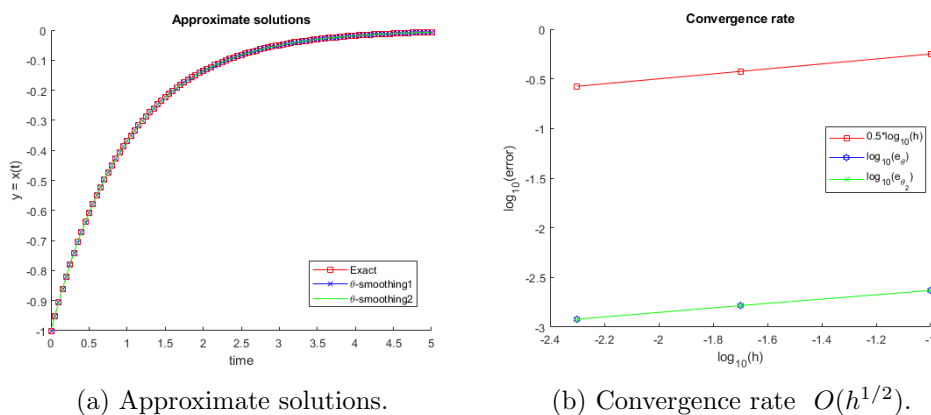 Approximate solutions
0
-0.1
-0.2
-0.3
-0.4
-0.5
-0.6
-0.7
-0.8
-0.9
-1
y = x(t)
Exact
θ-smoothing1
θ-smoothing2
0 0.5 1 1.5 2 2.5 3 3.5 4 4.5 5
time
(a) Approximate solutions.
Convergence rate
0
-0.5
-1
-1.5
-2
-2.5
-3
log10(error)
0.5*log10(h)
log10(eθ)
log10(eθ2)
-2.4 -2.2 -2 -1.8 -1.6 -1.4 -1.2 -1
log10(h)
(b) Convergence rate O(h^{1/2}).